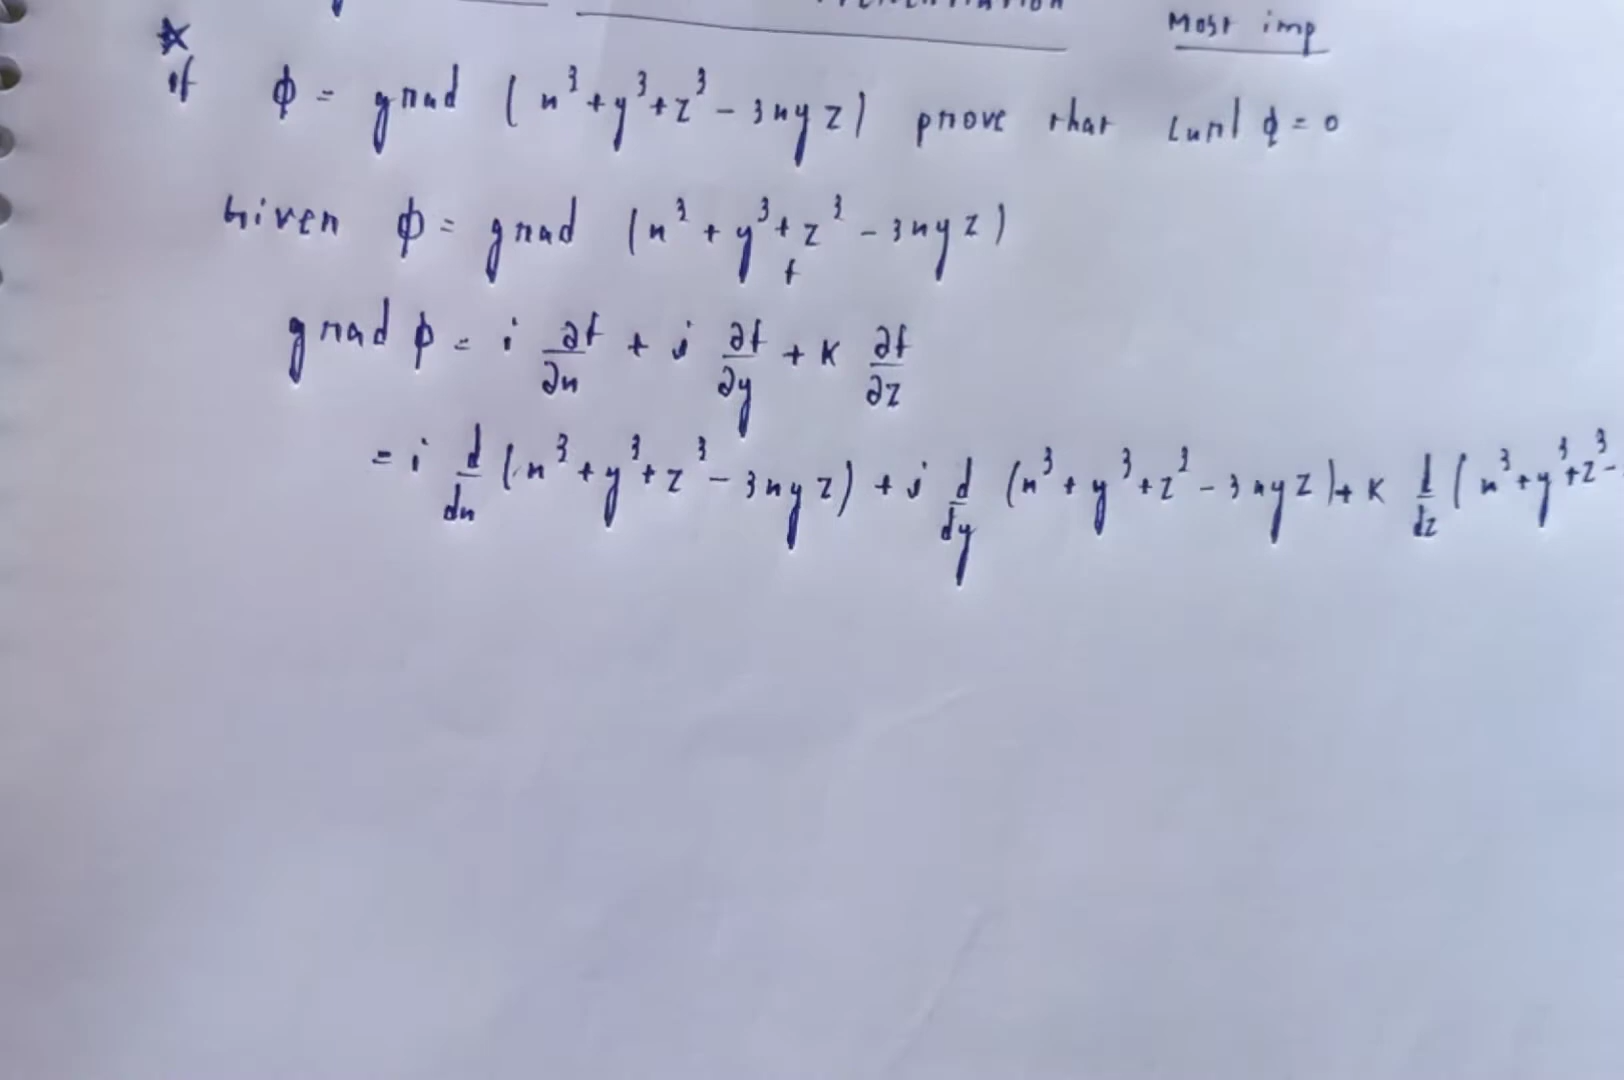 Most imp
If φ = grad (x³+y³+z³-3xyz) prove that curl φ = 0
Given φ = grad (x³+y³+z³-3xyz)
f
grad φ = i ∂f/∂x + j ∂f/∂y + k ∂f/∂z
= i d/dx (x³+y³+z³-3xyz) + j d/dy (x³+y³+z³-3xyz) + k d/dz (x³+y³+z³-